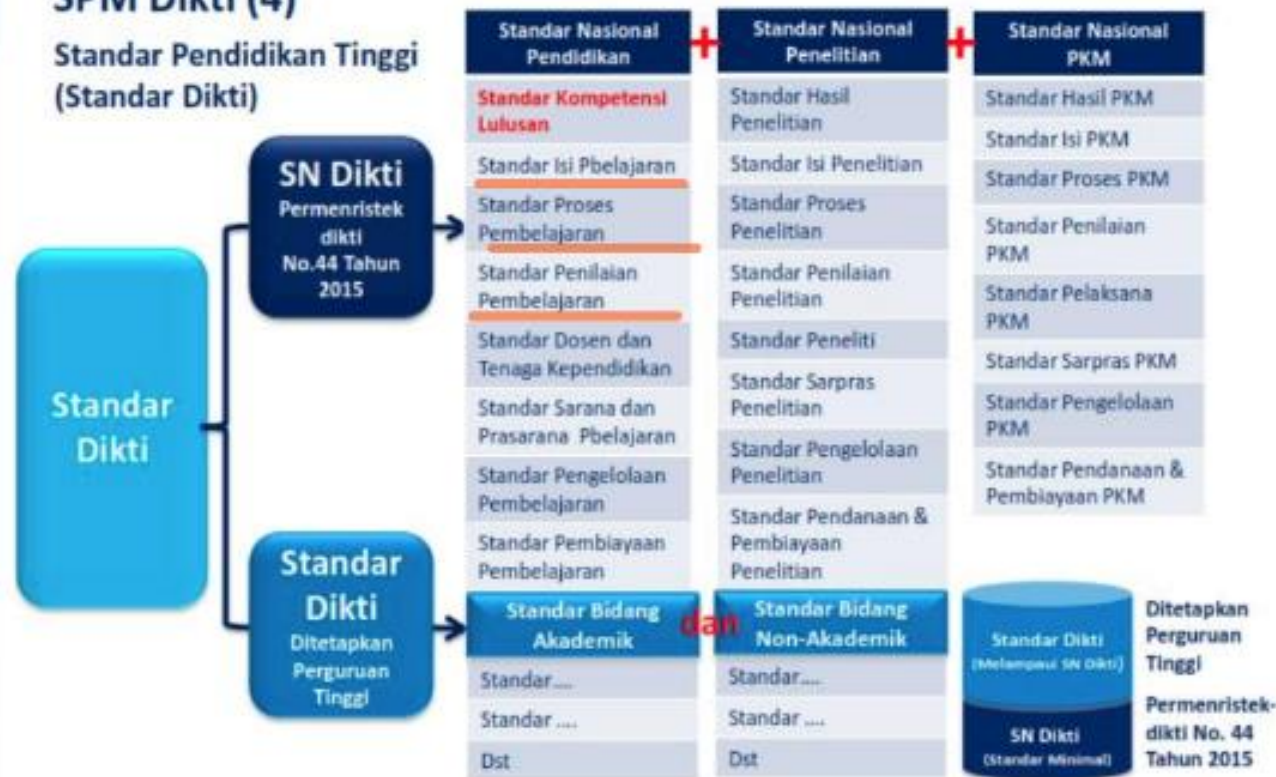 SPM Dikti (4)
Standar Pendidikan Tinggi
(Standar Dikti)
Standar
Dikti
SN Dikti
Permenristek
dikti
No.44 Tahun
2015
Standar
Dikti
Ditetapkan
Perguruan
Tinggi
Standar Nasional
Pendidikan
Standar Kompetensi
Lulusan
Standar Isi Pbelajaran
Standar Proses
Pembelajaran
Standar Penilaian
Pembelajaran
Standar Dosen dan
Tenaga Kependidikan
Standar Sarana dan
Prasarana Pbelajaran
Standar Pengelolaan
Pembelajaran
Standar Pembiayaan
Pembelajaran
+
Standar Nasional
Penelitian
Standar Hasil
Penelitian
Standar Isi Penelitian
Standar Proses
Penelitian
Standar Penilaian
Penelitian
Standar Peneliti
Standar Sarpras
Penelitian
Standar Pengelolaan
Penelitian
Standar Pendanaan &
Pembiayaan
Penelitian
+
Standar Nasional
PKM
Standar Hasil PKM
Standar Isi PKM
Standar Proses PKM
Standar Penilaian
PKM
Standar Pelaksana
PKM
Standar Sarpras PKM
Standar Pengelolaan
PKM
Standar Pendanaan &
Pembiayaan PKM
Standar Bidang
Akademik
Standar....
Standar ....
Dst
dan
Standar Bidang
Non-Akademik
Standar....
Standar ....
Dst
Standar Dikti
(Melampaui SN Dikti)
SN Dikti
(Standar Minimal)
Ditetapkan
Perguruan
Tinggi
Permenristek-
dikti No. 44
Tahun 2015